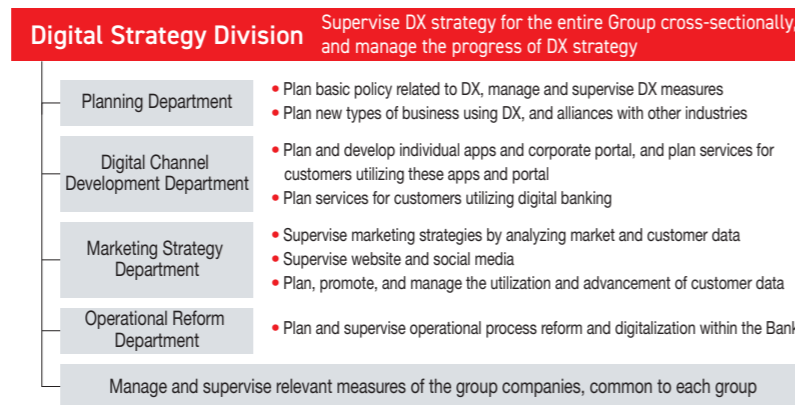 Digital Strategy Division
Supervise DX strategy for the entire Group cross-sectionally,
and manage the progress of DX strategy
Planning Department
• Plan basic policy related to DX, manage and supervise DX measures
• Plan new types of business using DX, and alliances with other industries
Digital Channel
Development Department
• Plan and develop individual apps and corporate portal, and plan services for
customers utilizing these apps and portal
• Plan services for customers utilizing digital banking
Marketing Strategy
Department
• Supervise marketing strategies by analyzing market and customer data
• Supervise website and social media
• Plan, promote, and manage the utilization and advancement of customer data
Operational Reform
Department
• Plan and supervise operational process reform and digitalization within the Bank
Manage and supervise relevant measures of the group companies, common to each group